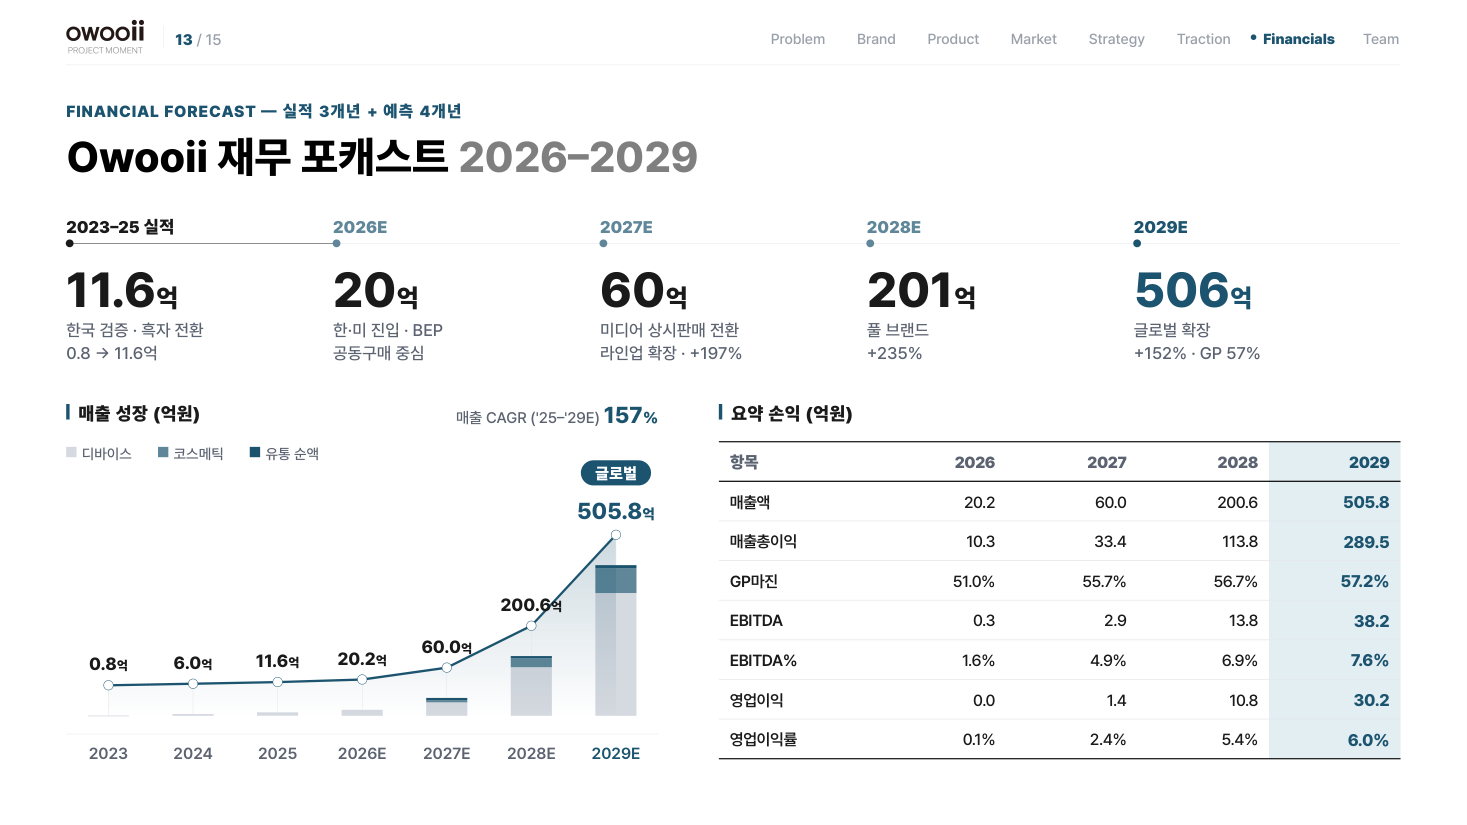 owooii
PROJECT MOMENT
13 / 15
Problem Brand Product Market Strategy Traction • Financials Team
FINANCIAL FORECAST — 실적 3개년 + 예측 4개년
Owooii 재무 포캐스트 2026–2029
2023–25 실적 2026E 2027E 2028E 2029E
11.6억 20억 60억 201억 506억
한국 검증 · 흑자 전환 한·미 진입 · BEP 미디어 상시판매 전환 풀 브랜드 글로벌 확장
0.8 → 11.6억 공동구매 중심 라인업 확장 · +197% +235% +152% · GP 57%
매출 성장 (억원)
매출 CAGR ('25–'29E) 157%
디바이스 코스메틱 유통 순액
글로벌
505.8억
200.6억
60.0억
20.2억
11.6억
6.0억
0.8억
2023 2024 2025 2026E 2027E 2028E 2029E
요약 손익 (억원)
항목 2026 2027 2028 2029
매출액 20.2 60.0 200.6 505.8
매출총이익 10.3 33.4 113.8 289.5
GP마진 51.0% 55.7% 56.7% 57.2%
EBITDA 0.3 2.9 13.8 38.2
EBITDA% 1.6% 4.9% 6.9% 7.6%
영업이익 0.0 1.4 10.8 30.2
영업이익률 0.1% 2.4% 5.4% 6.0%